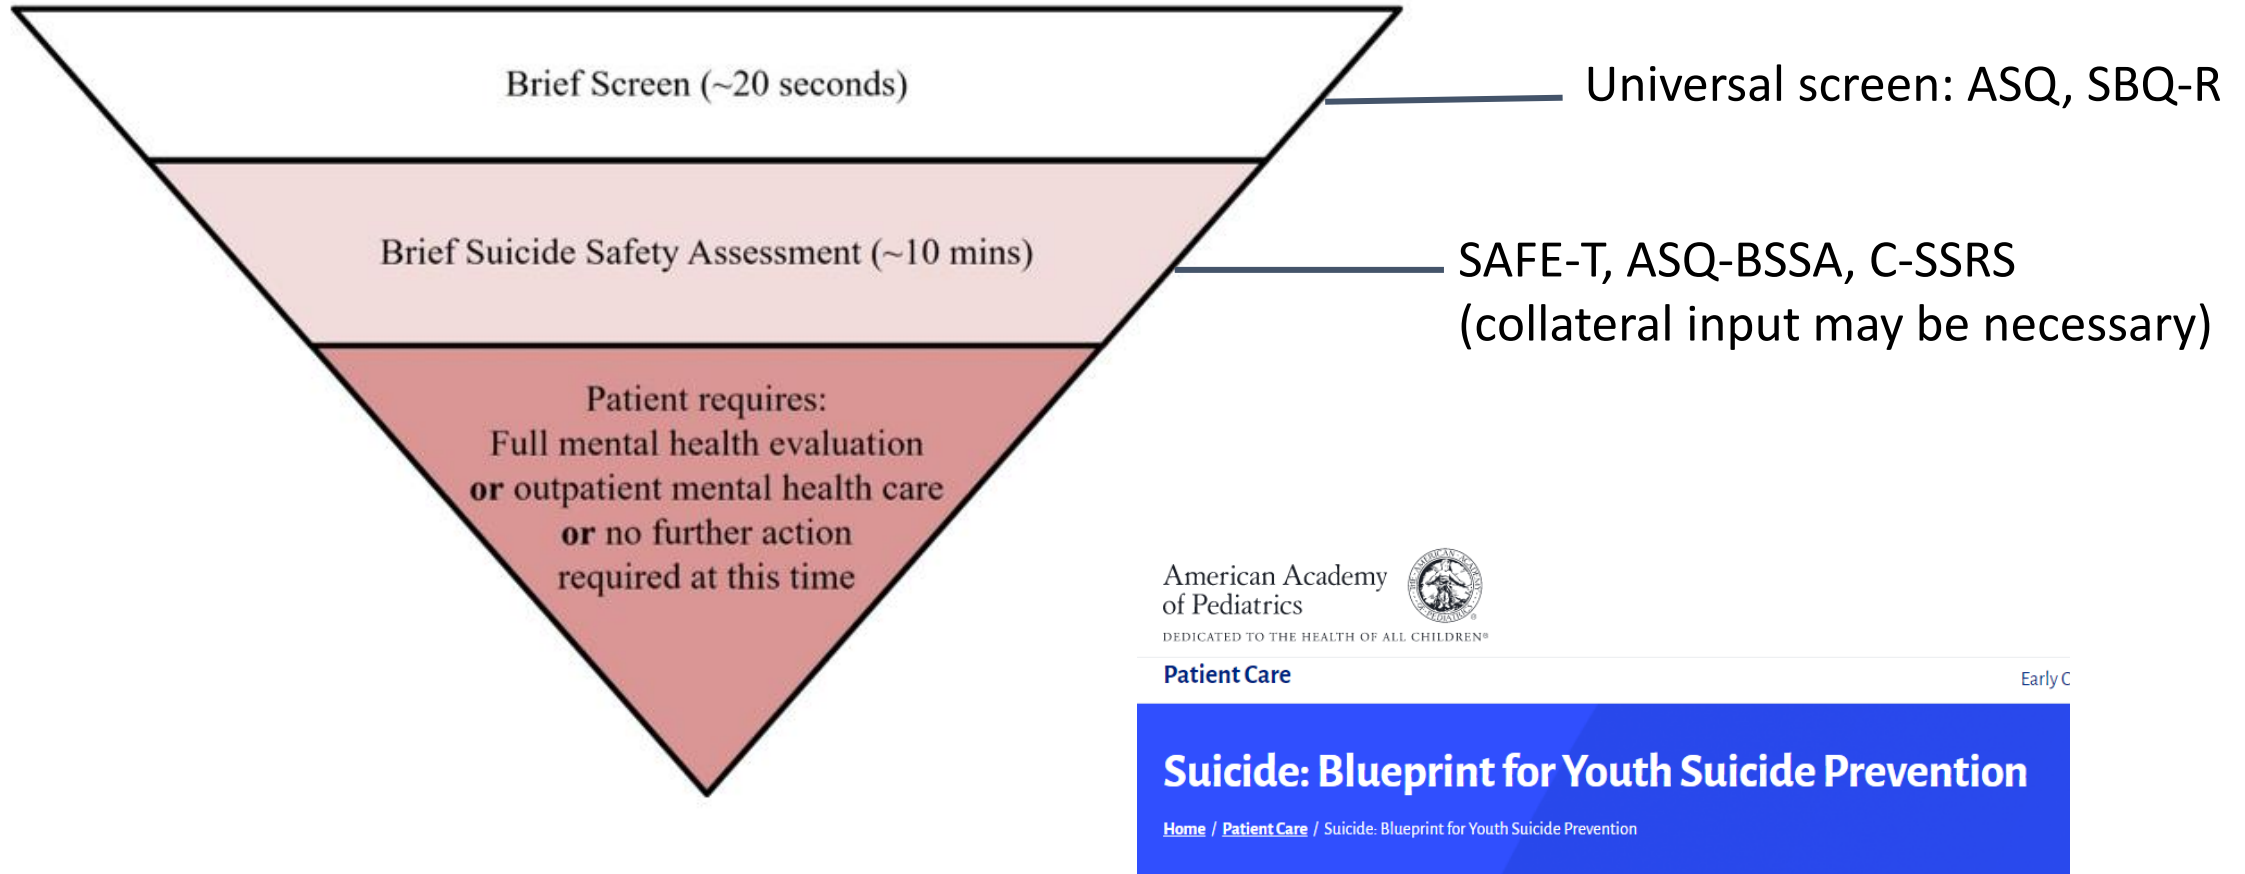 Brief Screen (~20 seconds)
Universal screen: ASQ, SBQ-R
Brief Suicide Safety Assessment (~10 mins)
SAFE-T, ASQ-BSSA, C-SSRS
(collateral input may be necessary)
Patient requires:
Full mental health evaluation
or outpatient mental health care
or no further action
required at this time
American Academy
of Pediatrics
DEDICATED TO THE HEALTH OF ALL CHILDREN®
Patient Care
Early C
Suicide: Blueprint for Youth Suicide Prevention
Home / Patient Care / Suicide: Blueprint for Youth Suicide Prevention